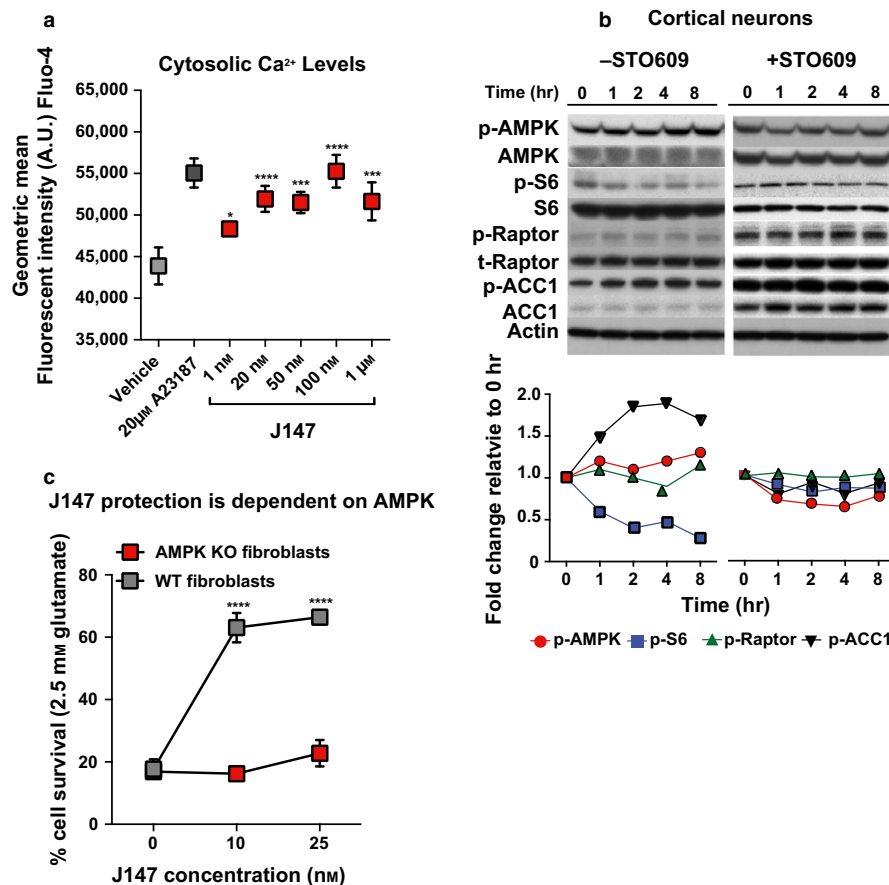 a
Cytosolic Ca²⁺ Levels
Geometric mean
Fluorescent intensity (A.U.) Fluo-4
65,000
60,000
55,000
50,000
45,000
40,000
35,000
*
****
***
****
***
Vehicle
20μM A23187
1 nM
20 nM
50 nM
100 nM
1 μM
J147
b
Cortical neurons
–STO609
+STO609
Time (hr) 0 1 2 4 8 0 1 2 4 8
p-AMPK
AMPK
p-S6
S6
p-Raptor
t-Raptor
p-ACC1
ACC1
Actin
Fold change relatvie to 0 hr
2.0
1.5
1.0
0.5
0
0 1 2 4 8 0 1 2 4 8
Time (hr)
p-AMPK p-S6 p-Raptor p-ACC1
c
J147 protection is dependent on AMPK
AMPK KO fibroblasts
WT fibroblasts
% cell survival (2.5 mM glutamate)
80
60
40
20
0
****
****
0 10 25
J147 concentration (nM)